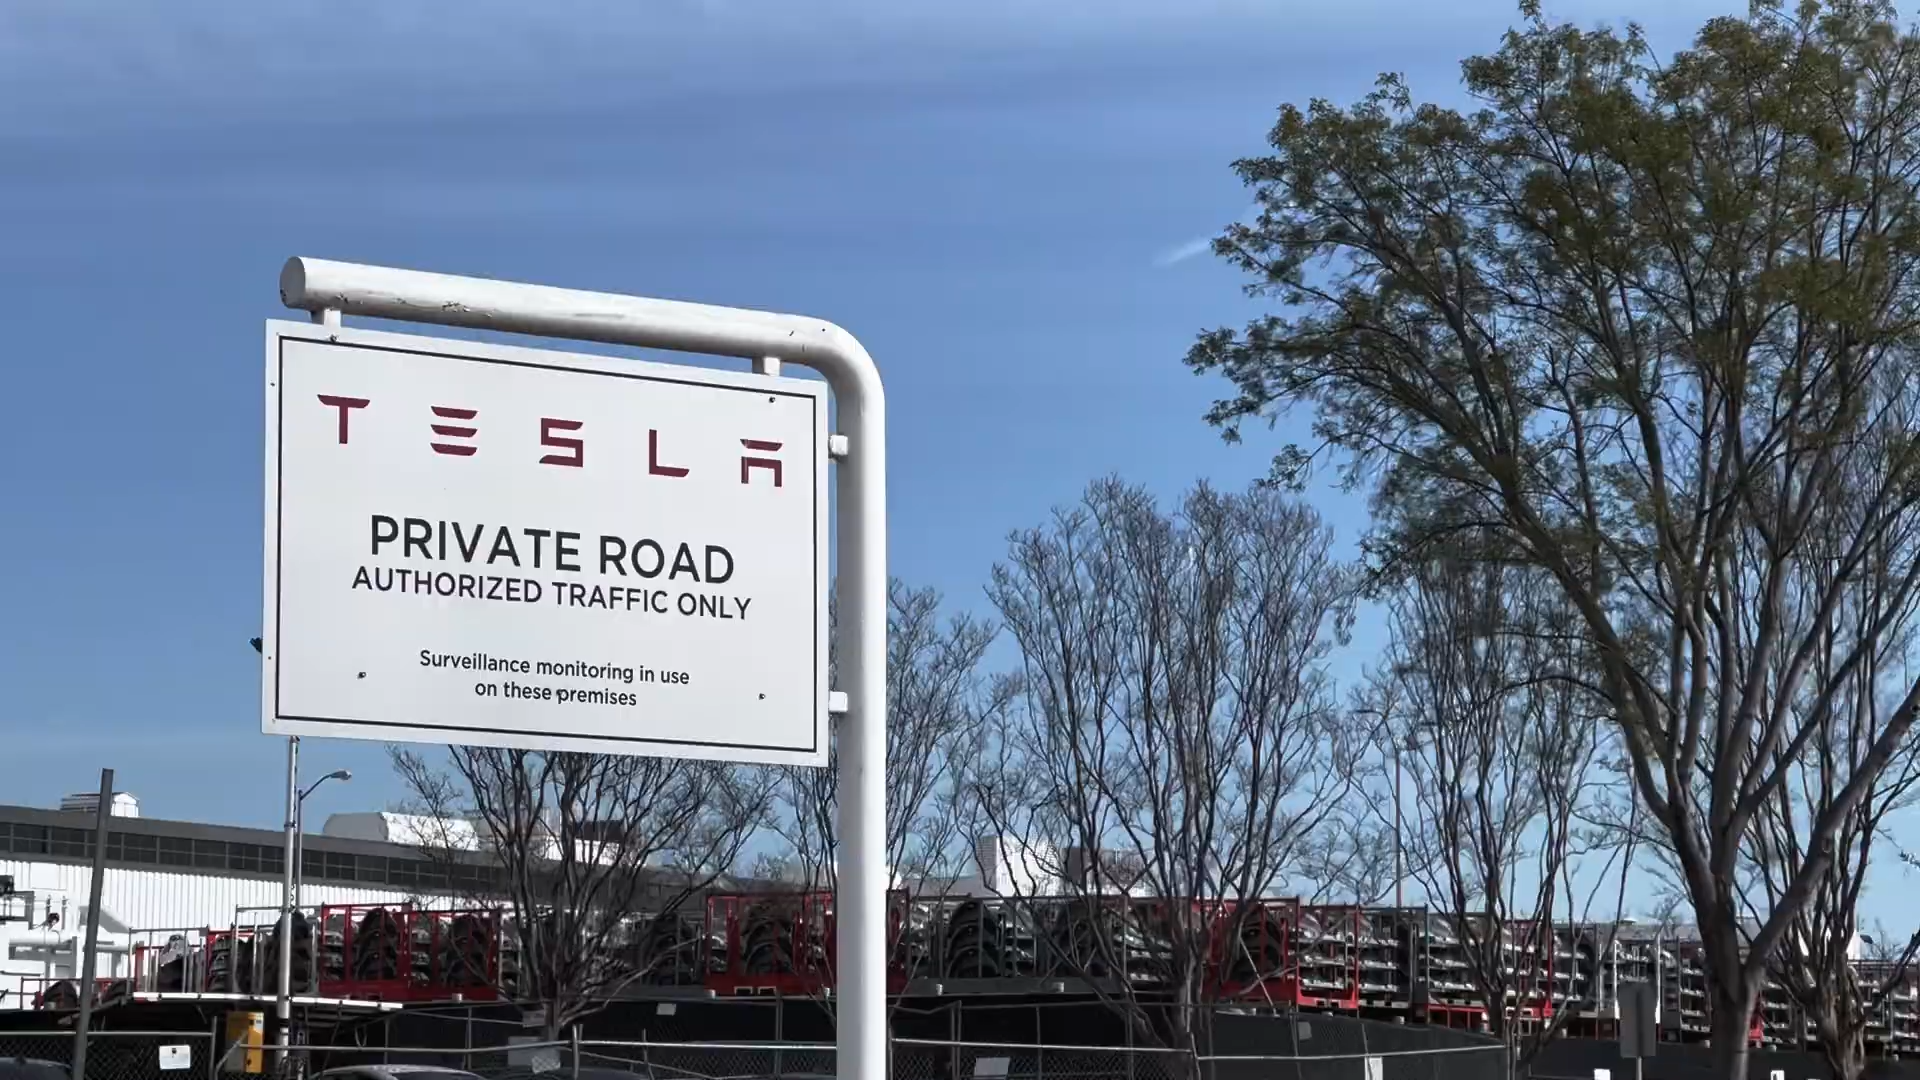 TESLA
PRIVATE ROAD
AUTHORIZED TRAFFIC ONLY
Surveillance monitoring in use
on these premises